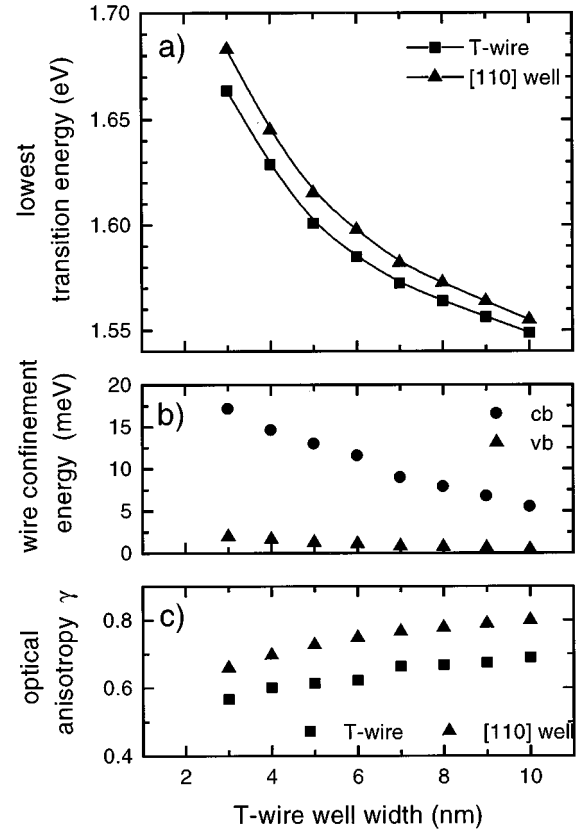 a)
T-wire
[110] well
lowest
transition energy (eV)
1.70
1.65
1.60
1.55
b)
cb
vb
wire confinement
energy (meV)
20
15
10
5
0
c)
T-wire
[110] well
optical
anisotropy γ
0.8
0.6
0.4
2 4 6 8 10
T-wire well width (nm)